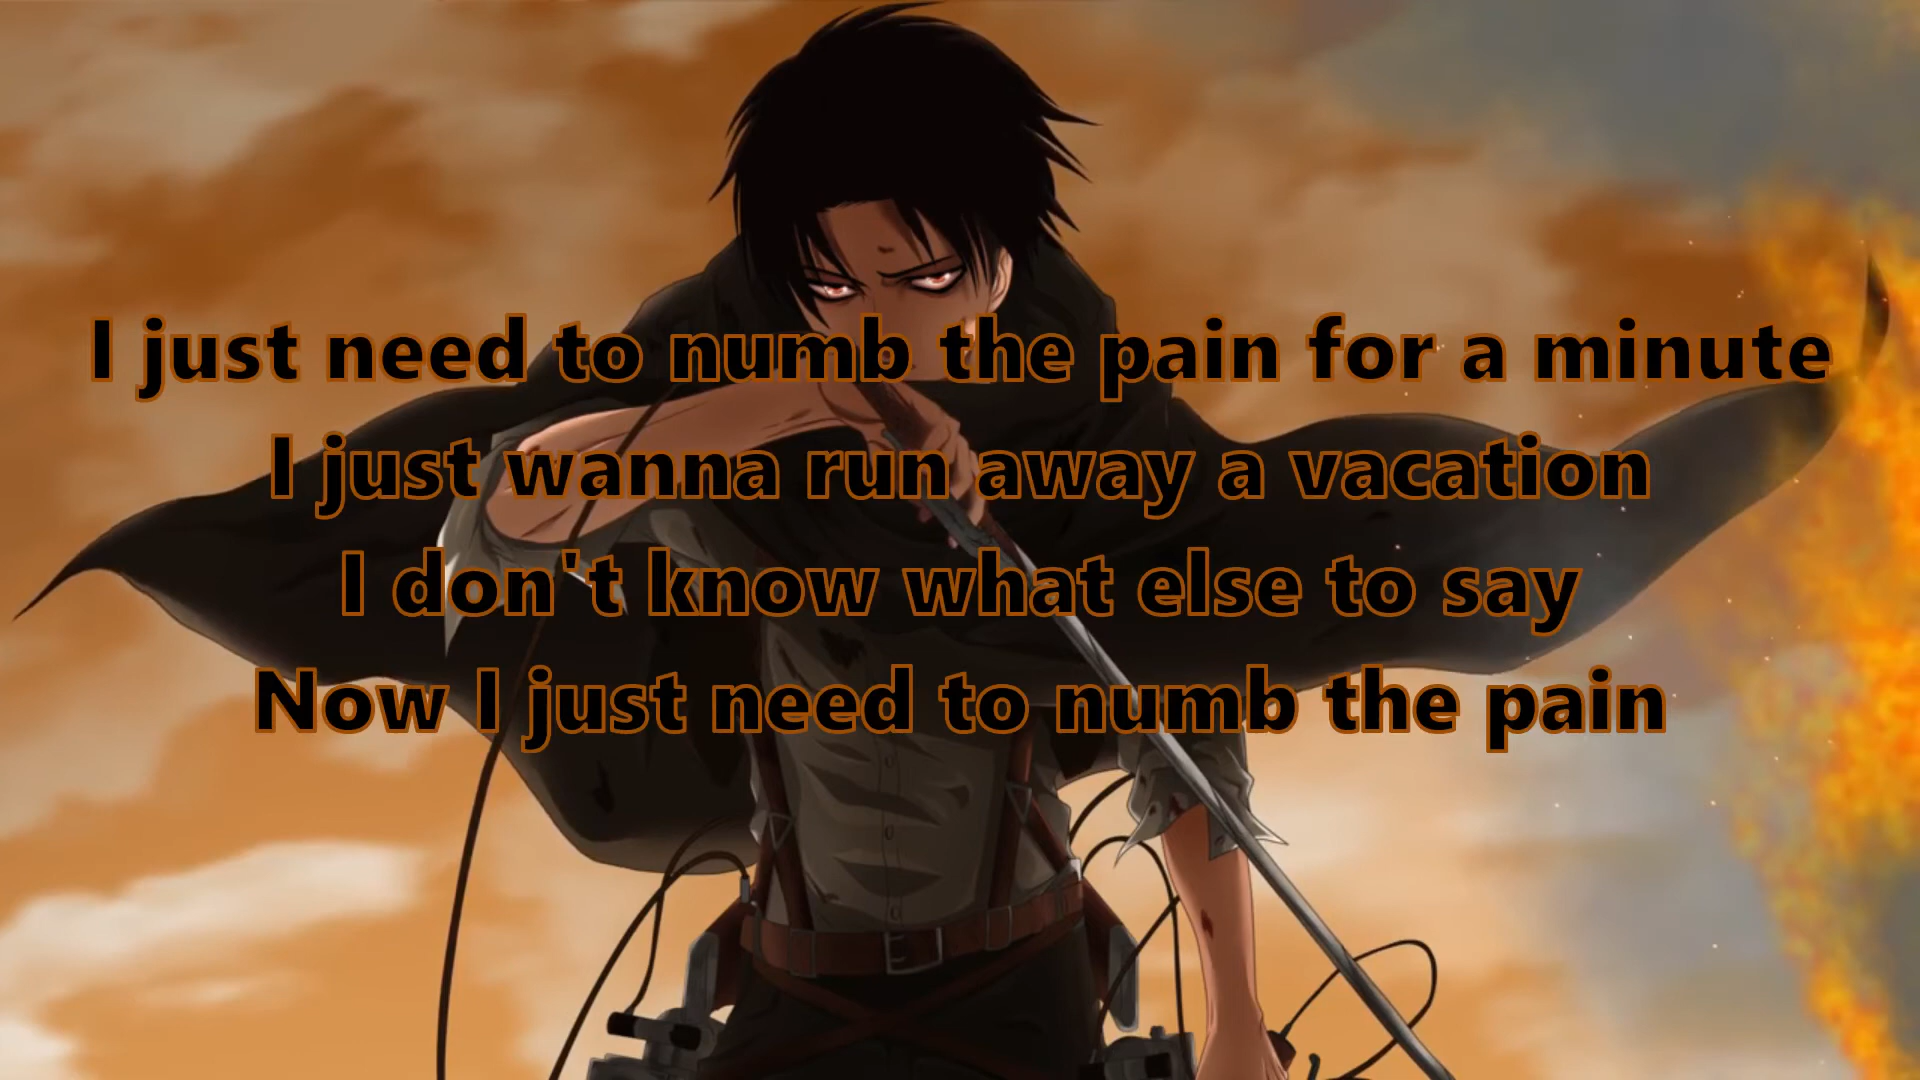 I just need to numb the pain for a minute
I just wanna run away a vacation
I don't know what else to say
Now I just need to numb the pain